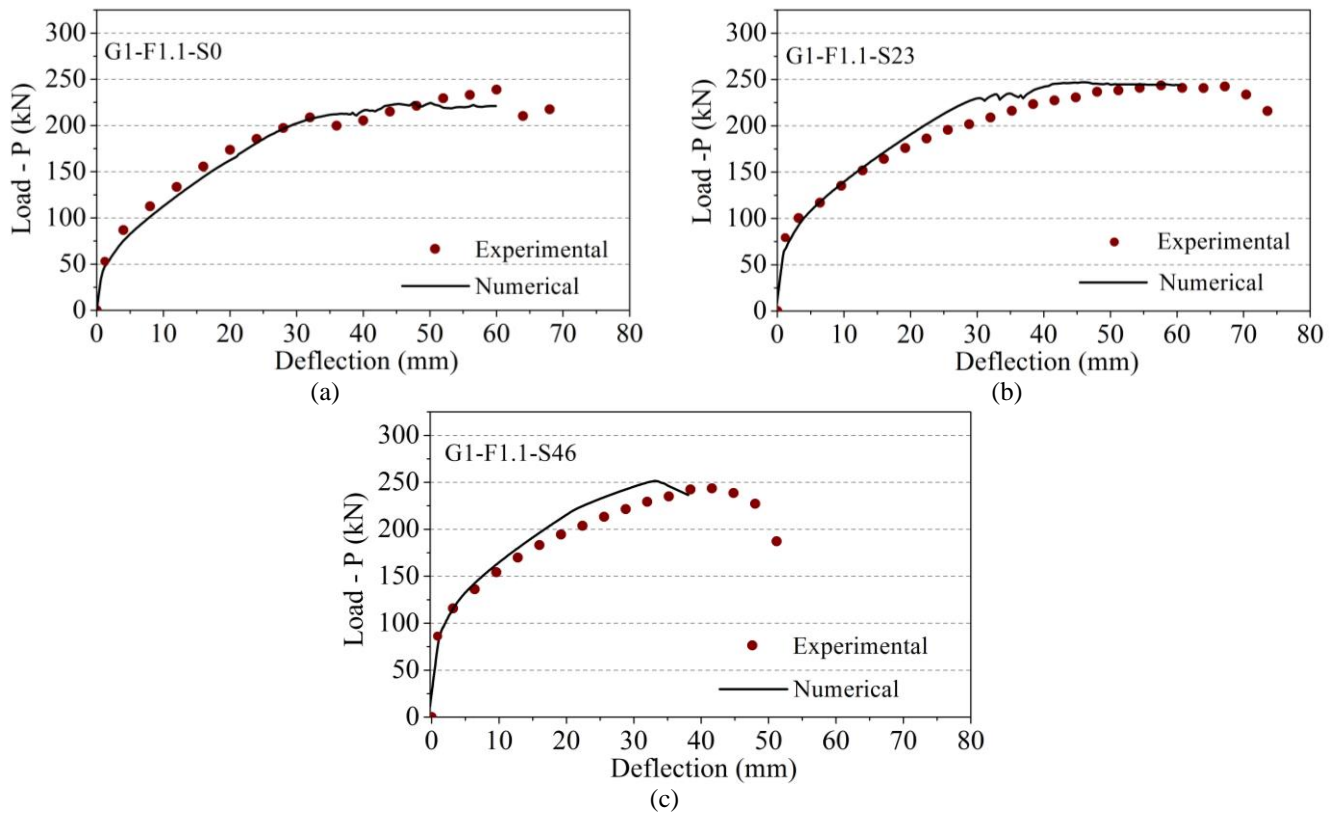 G1-F1.1-S0
300
250
200
150
100
50
0
Load - P (kN)
Experimental
Numerical
0 10 20 30 40 50 60 70 80
Deflection (mm)
(a)
G1-F1.1-S23
300
250
200
150
100
50
0
Load -P (kN)
Experimental
Numerical
0 10 20 30 40 50 60 70 80
Deflection (mm)
(b)
G1-F1.1-S46
300
250
200
150
100
50
0
Load - P (kN)
Experimental
Numerical
0 10 20 30 40 50 60 70 80
Deflection (mm)
(c)